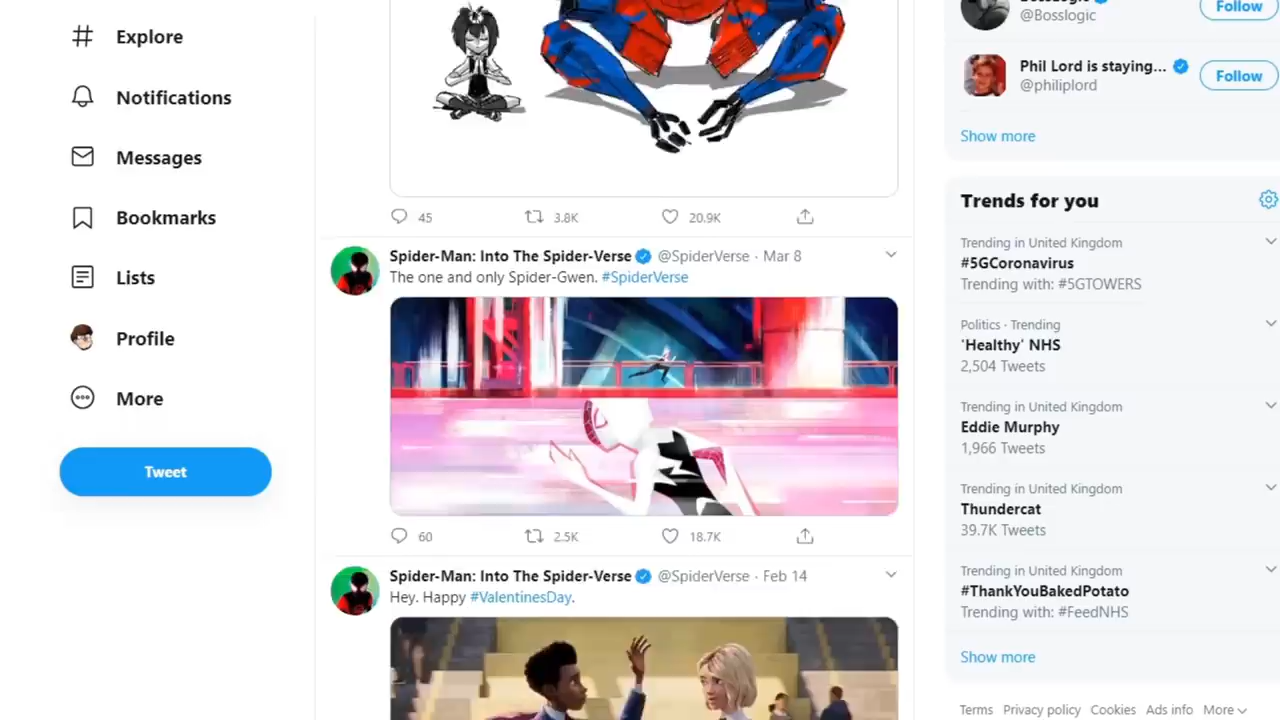 Explore
Notifications
Messages
Bookmarks
Lists
Profile
More
Tweet
45
3.8K
20.9K
Spider-Man: Into The Spider-Verse @SpiderVerse · Mar 8
The one and only Spider-Gwen. #SpiderVerse
60
2.5K
18.7K
Spider-Man: Into The Spider-Verse @SpiderVerse · Feb 14
Hey. Happy #ValentinesDay.
@Bosslogic
Follow
Phil Lord is staying...
@philiplord
Follow
Show more
Trends for you
Trending in United Kingdom
#5GCoronavirus
Trending with: #5GTOWERS
Politics · Trending
'Healthy' NHS
2,504 Tweets
Trending in United Kingdom
Eddie Murphy
1,966 Tweets
Trending in United Kingdom
Thundercat
39.7K Tweets
Trending in United Kingdom
#ThankYouBakedPotato
Trending with: #FeedNHS
Show more
Terms Privacy policy Cookies Ads info More